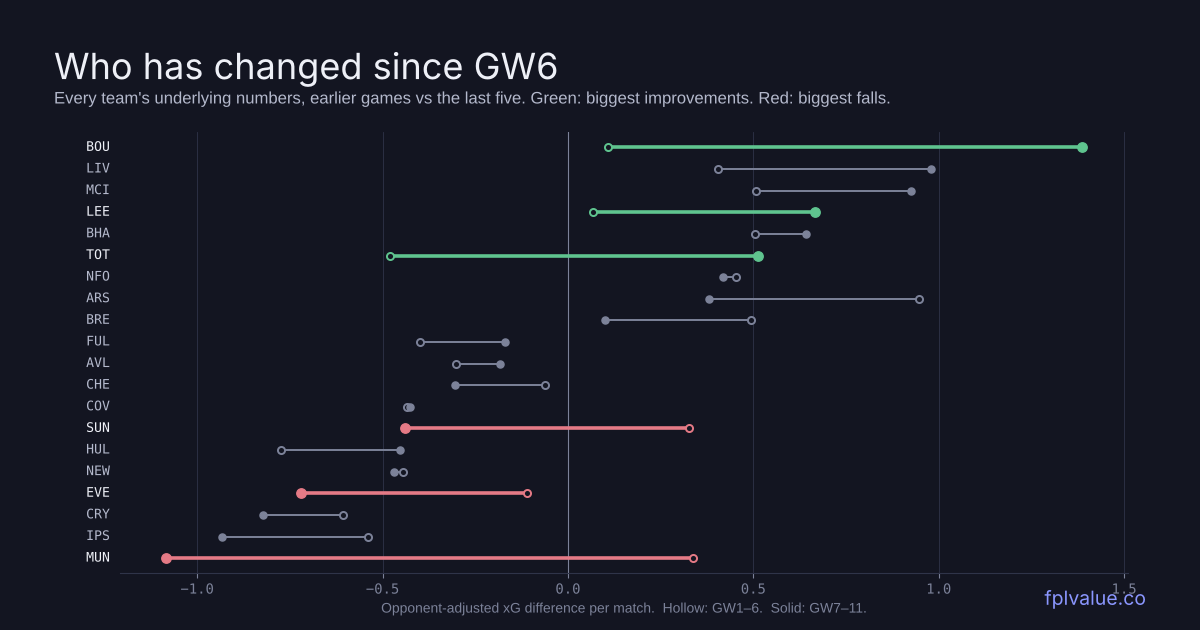 Who has changed since GW6
Every team's underlying numbers, earlier games vs the last five. Green: biggest improvements. Red: biggest falls.
BOU
LIV
MCI
LEE
BHA
TOT
NFO
ARS
BRE
FUL
AVL
CHE
COV
SUN
HUL
NEW
EVE
CRY
IPS
MUN
−1.0 −0.5 0.0 0.5 1.0 1.5
Opponent-adjusted xG difference per match. Hollow: GW1–6. Solid: GW7–11.
fplvalue.co